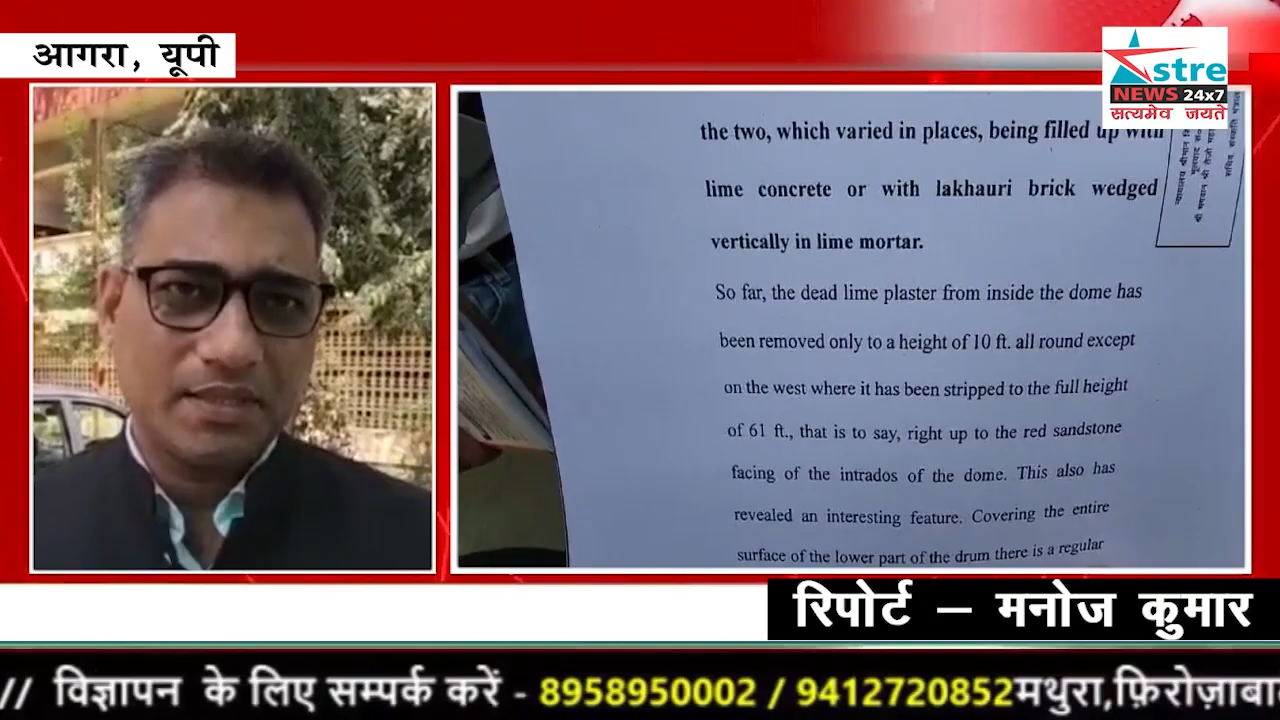 आगरा, यूपी
stre
NEWS 24x7
सत्यमेव जयते
the two, which varied in places, being filled up with
lime concrete or with lakhauri brick wedged
vertically in lime mortar.
So far, the dead lime plaster from inside the dome has
been removed only to a height of 10 ft. all round except
on the west where it has been stripped to the full height
of 61 ft., that is to say, right up to the red sandstone
facing of the intrados of the dome. This also has
revealed an interesting feature. Covering the entire
surface of the lower part of the drum there is a regular
रिपोर्ट – मनोज कुमार
// विज्ञापन के लिए सम्पर्क करें - 8958950002 / 9412720852 मथुरा,फ़िरोज़ाबा